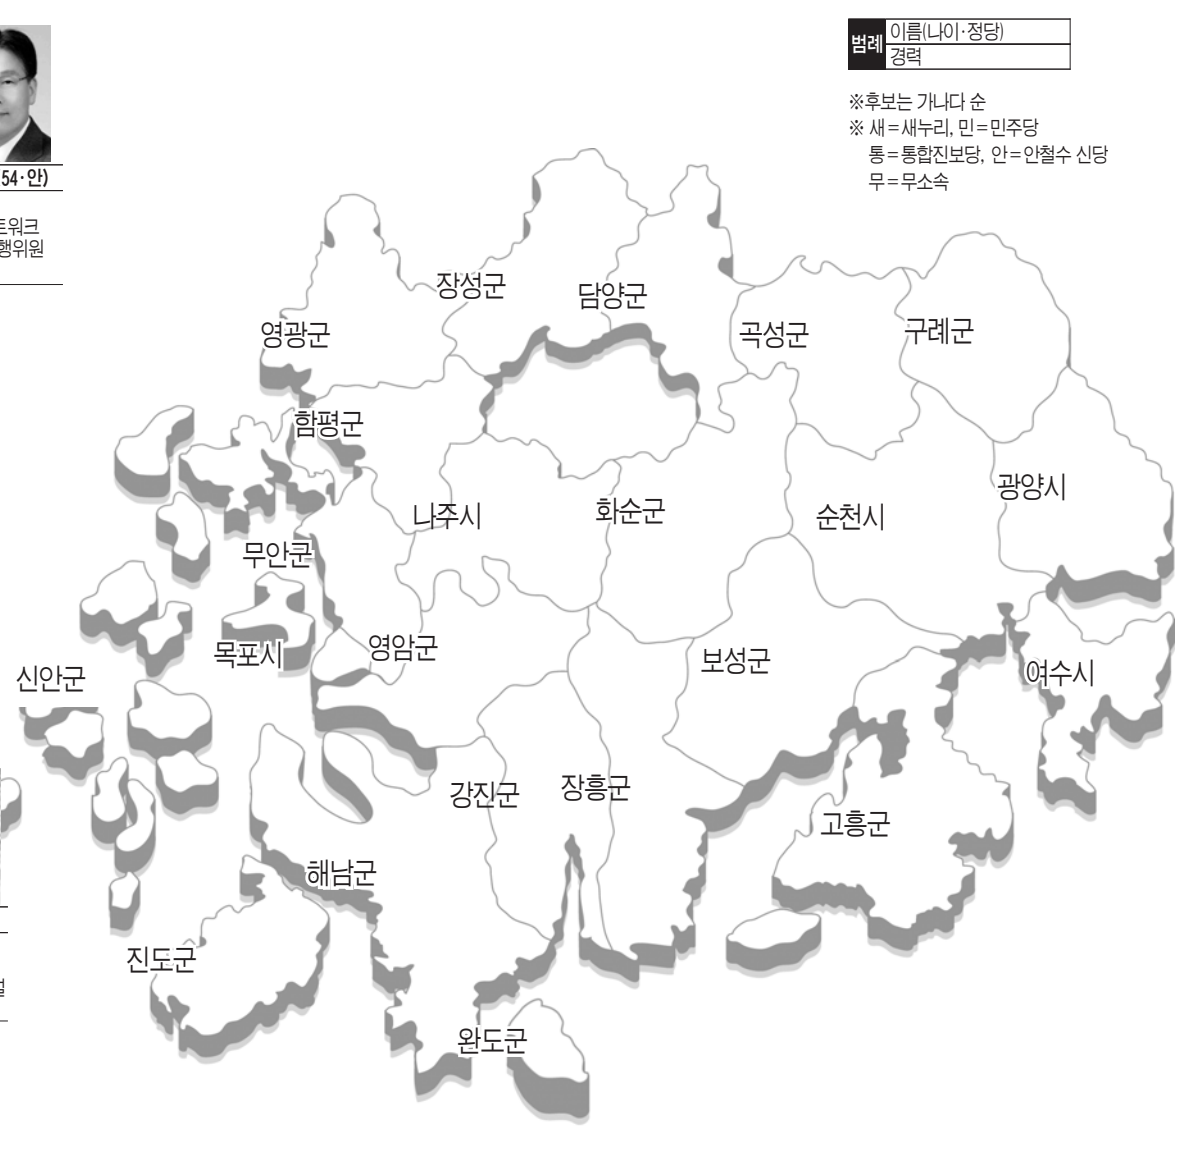 범례
이름(나이·정당)
경력
※후보는 가나다 순
※ 새=새누리, 민=민주당
통=통합진보당, 안=안철수 신당
무=무소속
54·안)
트워크
행위원
장성군
담양군
영광군
곡성군
구례군
함평군
광양시
나주시
화순군
순천시
무안군
목포시
영암군
보성군
신안군
여수시
강진군
장흥군
고흥군
해남군
진도군
완도군